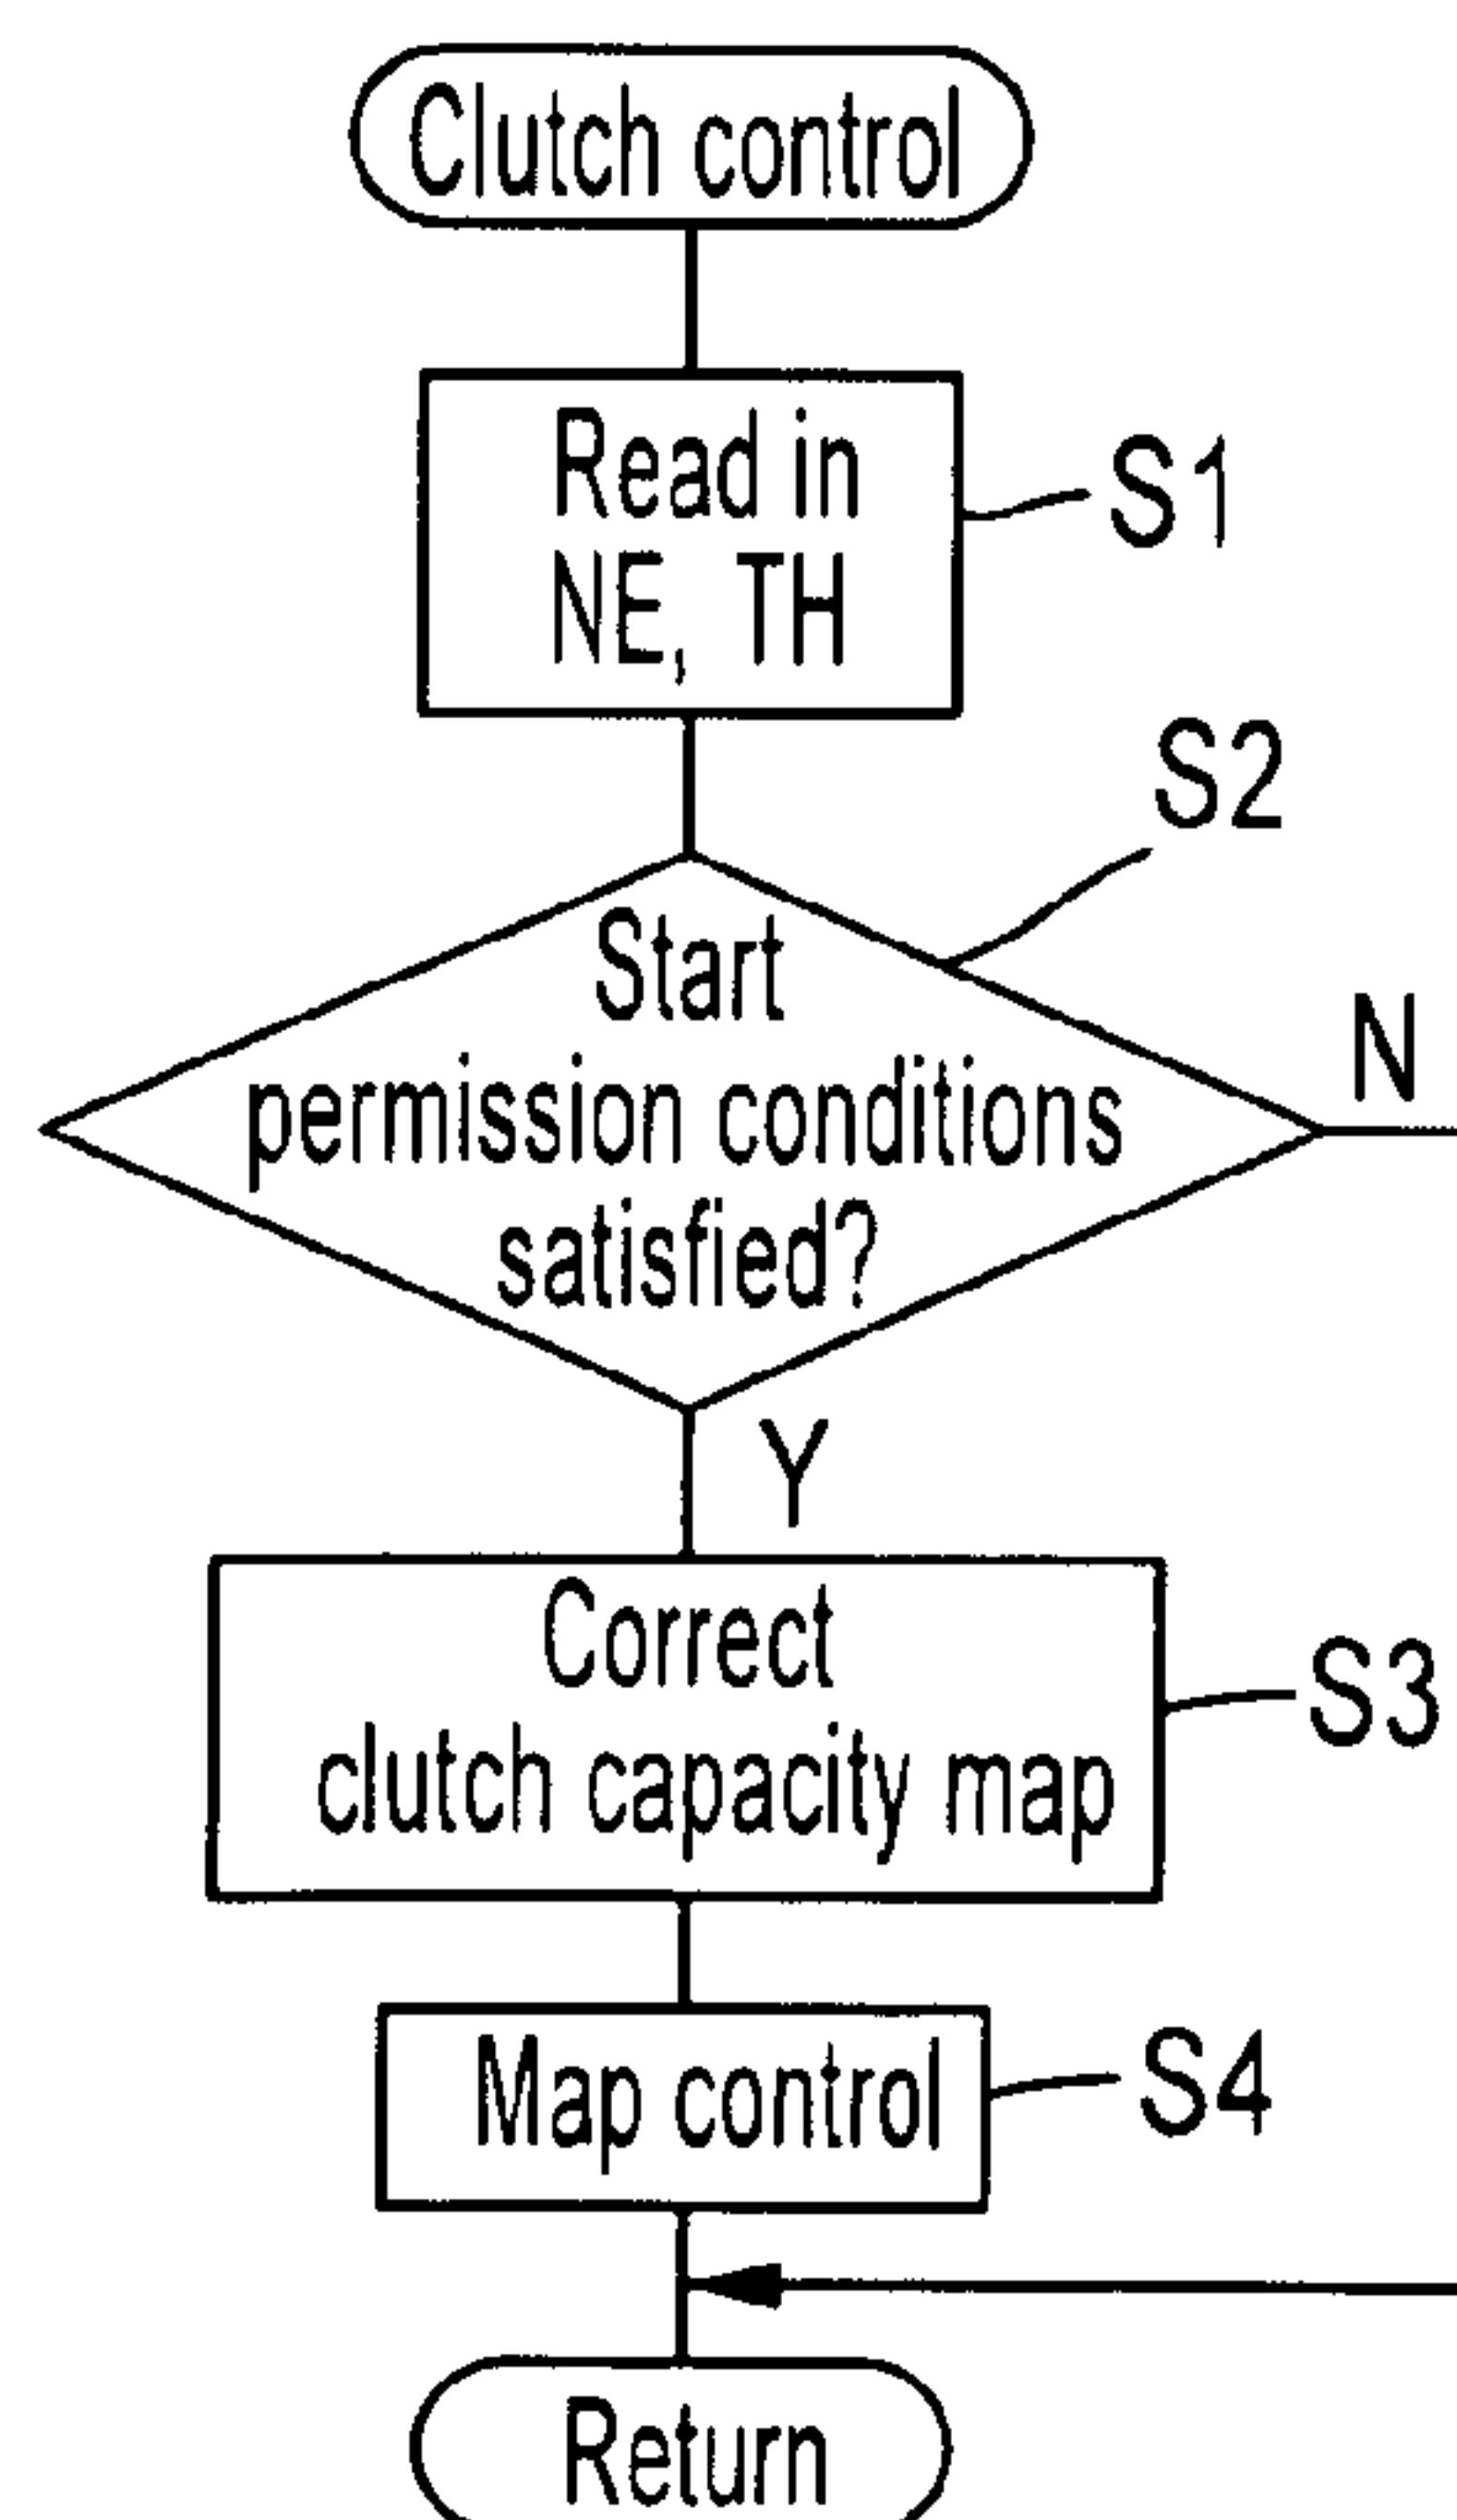 Clutch control
Read in
NE, TH
S1
S2
Start
permission conditions
satisfied?
N
Y
Correct
clutch capacity map
S3
Map control
S4
Return